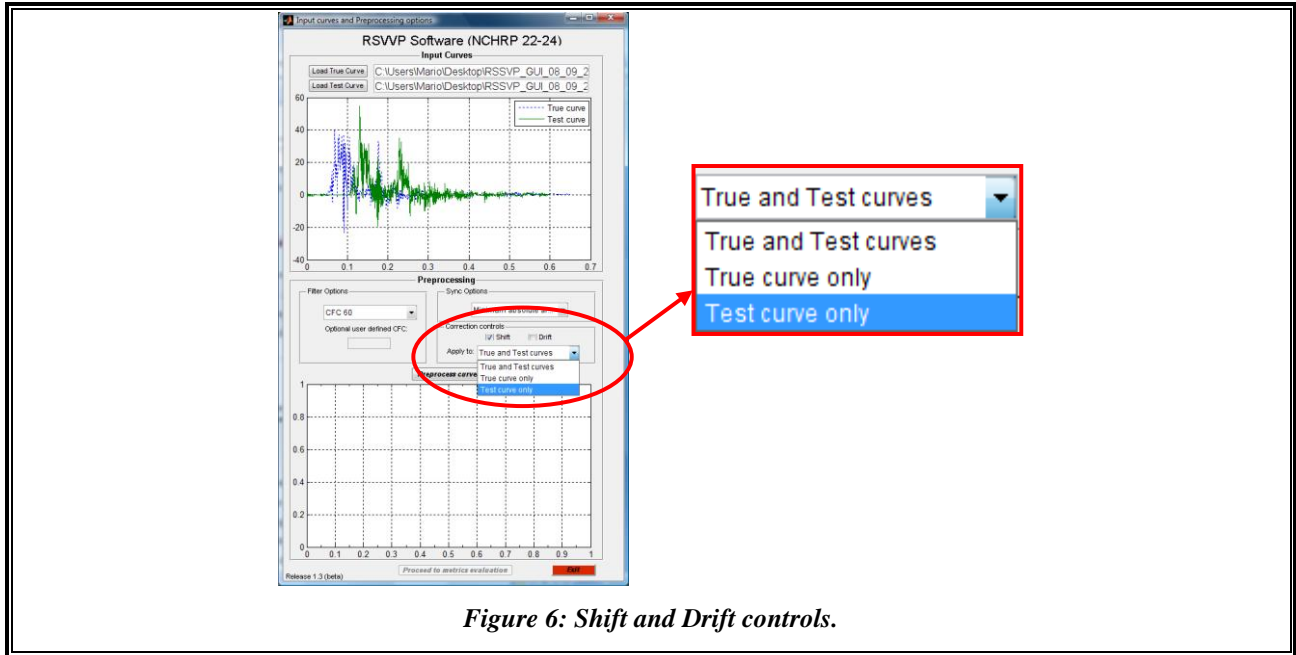 Input curves and Preprocessing options
RSVVP Software (NCHRP 22-24)
Input Curves
Load True Curve C:\Users\Mario\Desktop\RSSVP_GUI_08_09_2
Load Test Curve C:\Users\Mario\Desktop\RSSVP_GUI_08_09_2
60
True curve
Test curve
40
20
0
-20
-40
0 0.1 0.2 0.3 0.4 0.5 0.6 0.7
Preprocessing
Filter Options Sync Options
CFC 60 Minimum absolute
Optional user defined CFC:
Correction controls
Shift Drift
Apply to: True and Test curves
True and Test curves
True curve only
Test curve only
Preprocess curve
1
0.8
0.6
0.4
0.2
0
0 0.1 0.2 0.3 0.4 0.5 0.6 0.7 0.8 0.9 1
Proceed to metrics evaluation Exit
Release 1.3 (beta)
True and Test curves
True and Test curves
True curve only
Test curve only
Figure 6: Shift and Drift controls.